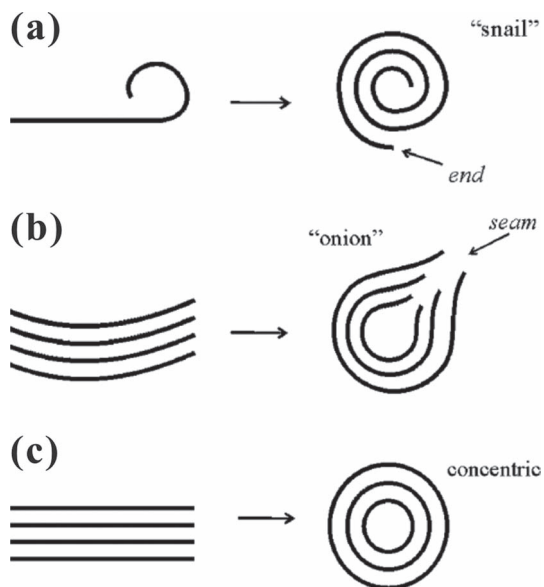 (a)
“snail”
end
(b)
“onion”
seam
(c)
concentric